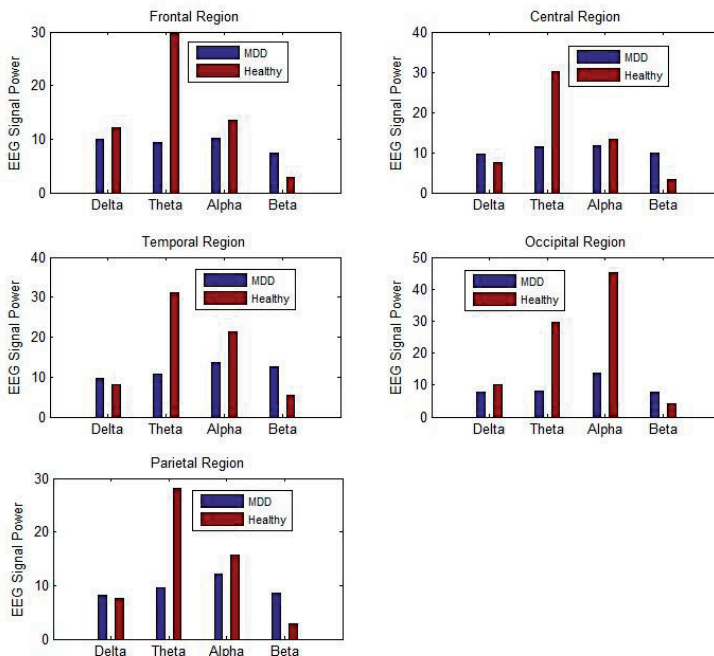 Frontal Region
EEG Signal Power
30
20
10
0
MDD
Healthy
Delta Theta Alpha Beta
Central Region
EEG Signal Power
40
30
20
10
0
MDD
Healthy
Delta Theta Alpha Beta
Temporal Region
EEG Signal Power
40
30
20
10
0
MDD
Healthy
Delta Theta Alpha Beta
Occipital Region
EEG Signal Power
50
40
30
20
10
0
MDD
Healthy
Delta Theta Alpha Beta
Parietal Region
EEG Signal Power
30
20
10
0
MDD
Healthy
Delta Theta Alpha Beta